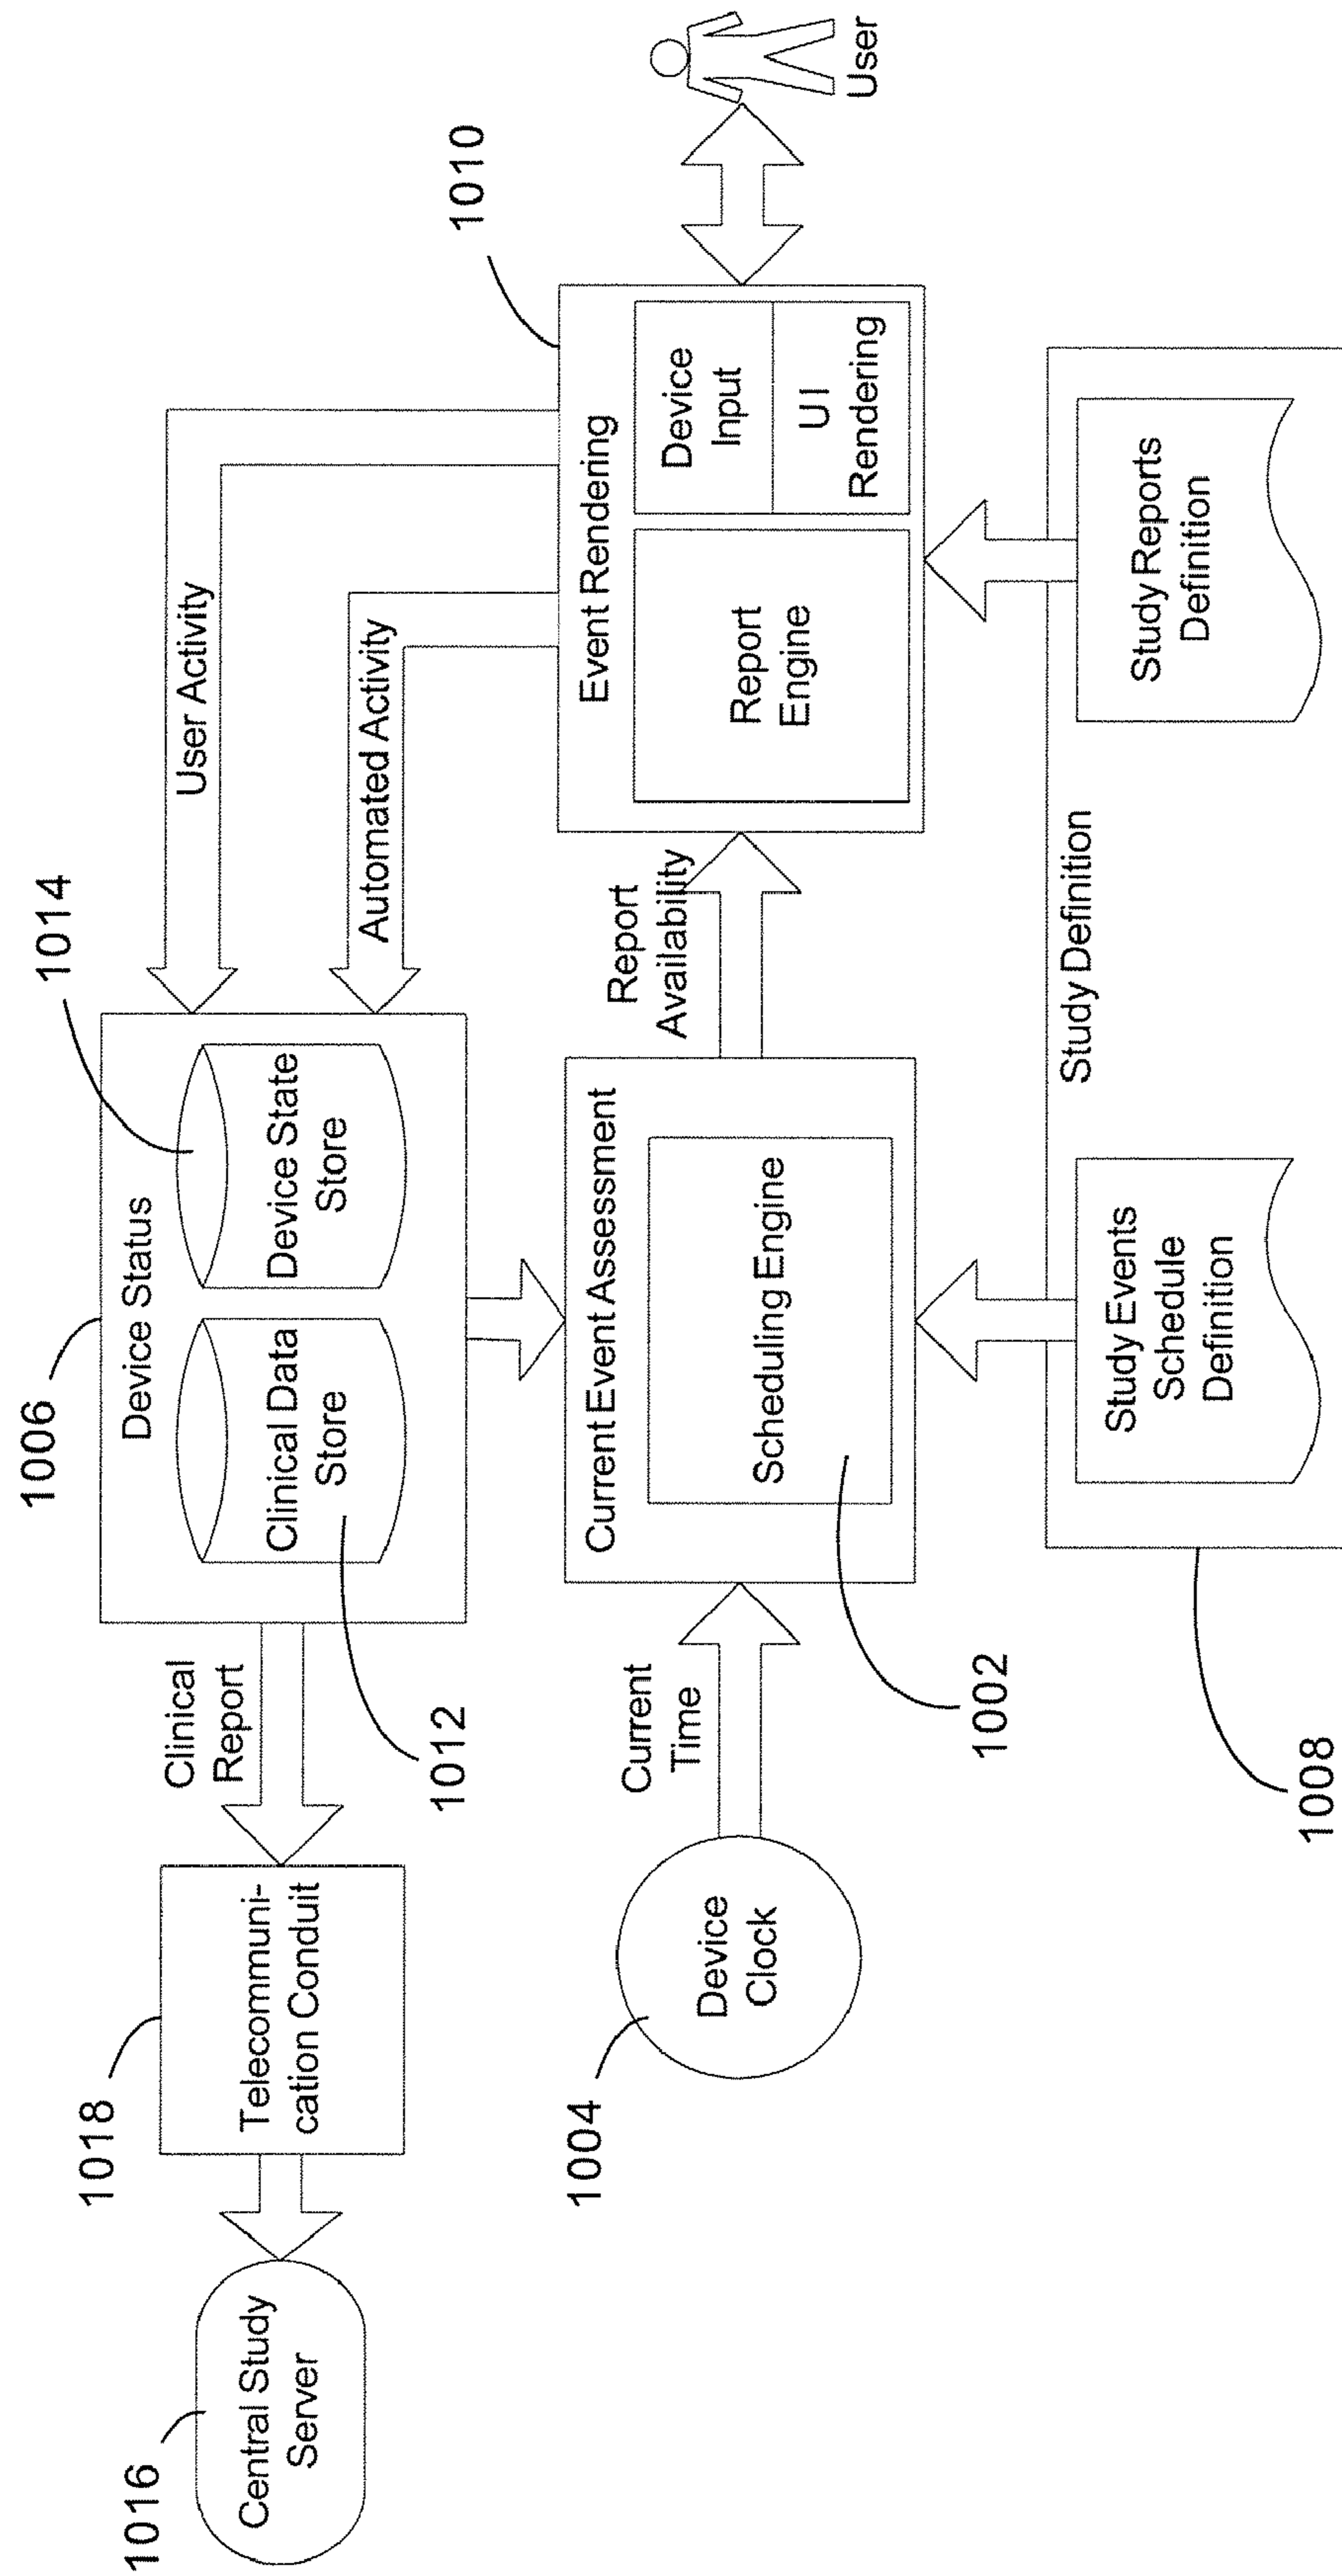 1006
1014
Device Status
Clinical Data
Store
Device State
Store
User Activity
Automated Activity
1010
1016
Central Study
Server
1018
Telecommuni-
cation Conduit
Clinical
Report
1012
1004
Device
Clock
Current
Time
1002
Current Event Assessment
Scheduling Engine
Report
Availability
Event Rendering
Report
Engine
Device
Input
UI
Rendering
User
1008
Study Definition
Study Events
Schedule
Definition
Study Reports
Definition